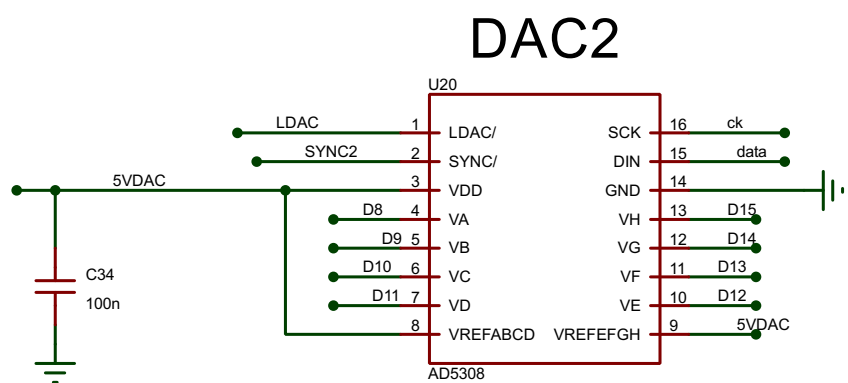 DAC2
U20
LDAC 1 LDAC/ SCK 16 ck
SYNC2 2 SYNC/ DIN 15 data
5VDAC 3 VDD GND 14
D8 4 VA VH 13 D15
D9 5 VB VG 12 D14
D10 6 VC VF 11 D13
D11 7 VD VE 10 D12
8 VREFABCD VREFEFGH 9 5VDAC
C34
100n
AD5308